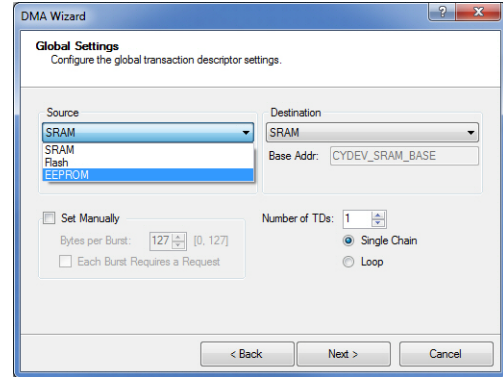 DMA Wizard
Global Settings
Configure the global transaction descriptor settings.
Source
SRAM
SRAM
Flash
EEPROM
Destination
SRAM
Base Addr: CYDEV_SRAM_BASE
Set Manually
Bytes per Burst: 127 [0, 127]
Each Burst Requires a Request
Number of TDs: 1
Single Chain
Loop
< Back Next > Cancel